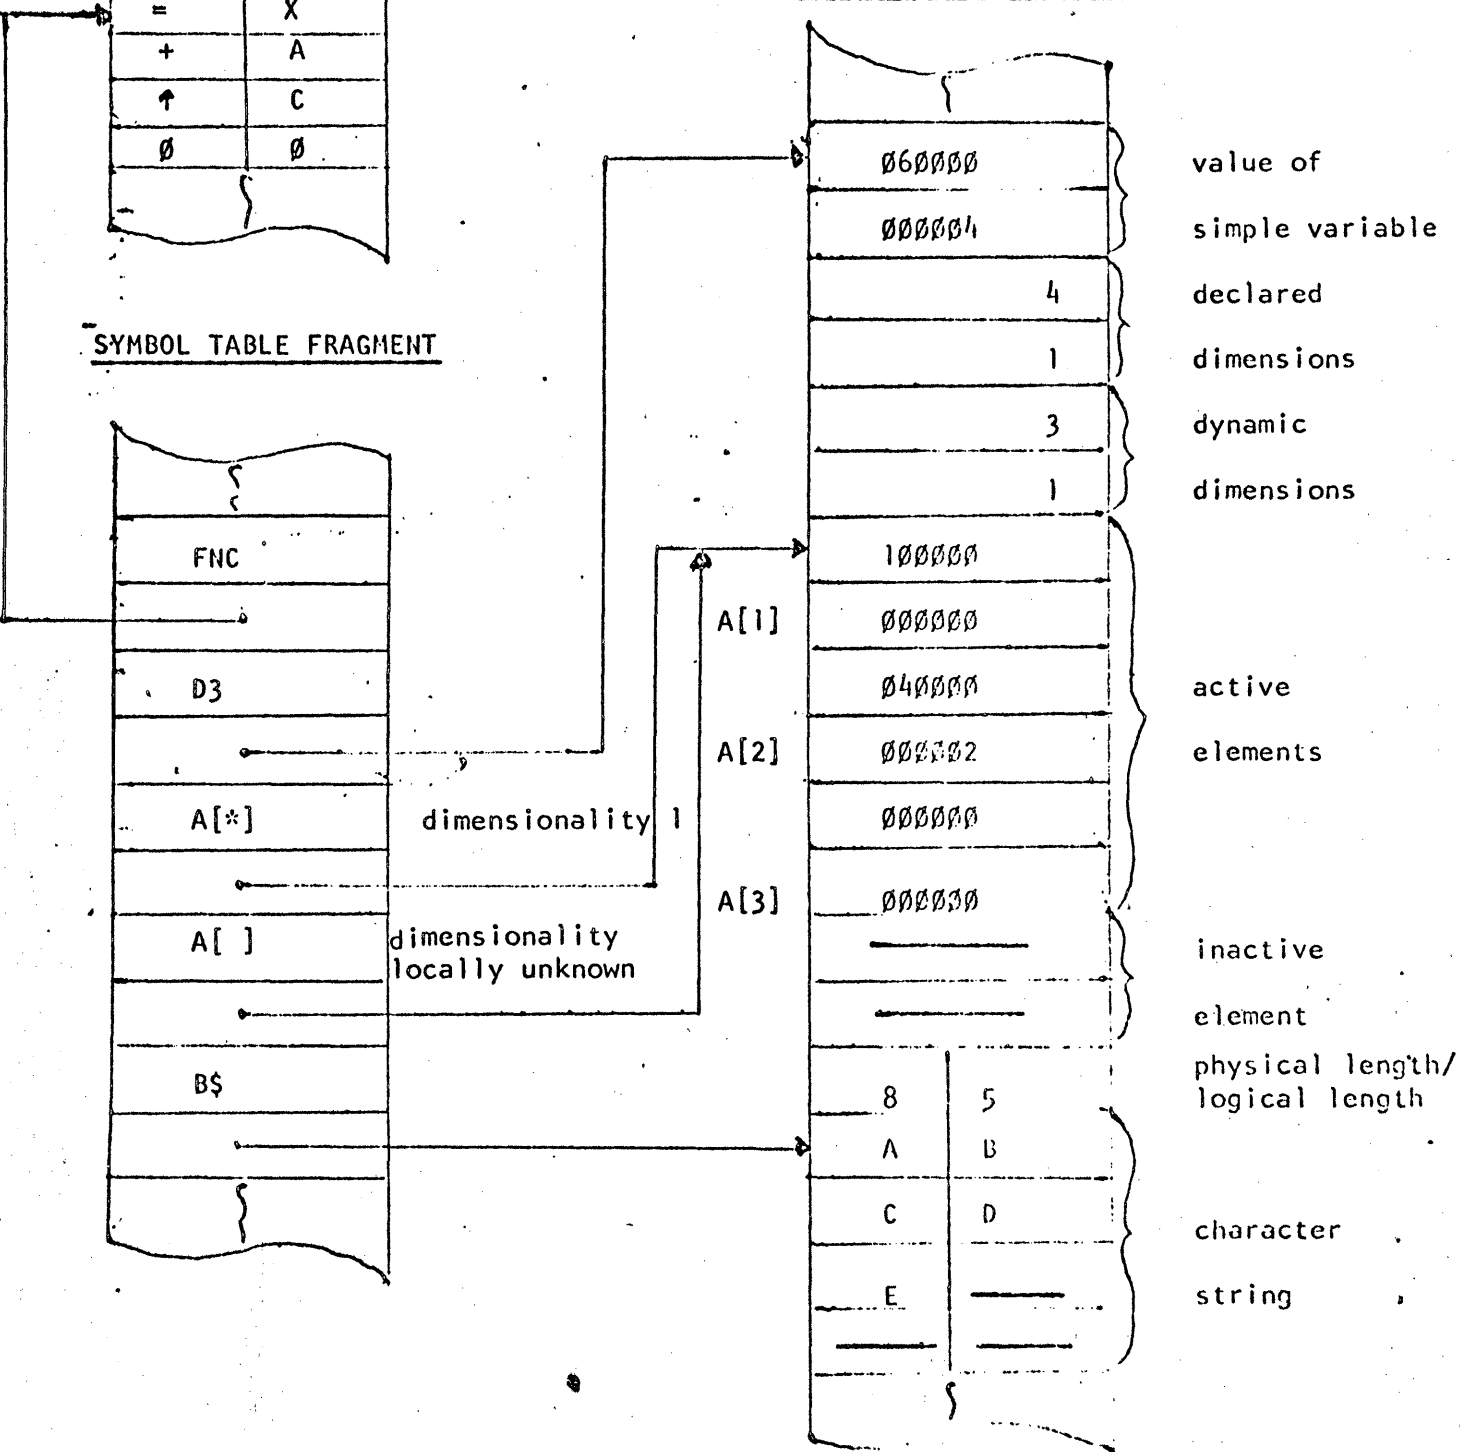 = X
+ A
↑ C
Ø Ø
SYMBOL TABLE FRAGMENT
FNC
D3
A[*]
dimensionality 1
A[ ]
dimensionality
locally unknown
B$
Ø6ØØØØ
value of
ØØØØØ4
simple variable
4
declared
1
dimensions
3
dynamic
1
dimensions
1ØØØØØ
A[1]
ØØØØØØ
Ø4ØØØØ
active
A[2]
ØØØØØ2
elements
ØØØØØØ
A[3]
inactive
element
physical length/
8 5
logical length
A B
C D
character
E
string